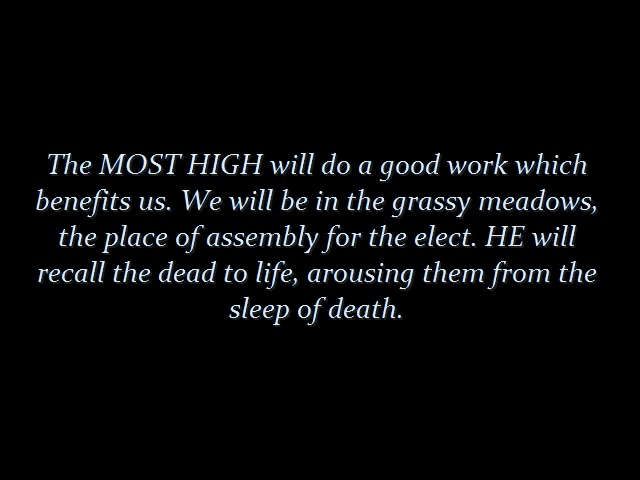 The MOST HIGH will do a good work which
benefits us. We will be in the grassy meadows,
the place of assembly for the elect. HE will
recall the dead to life, arousing them from the
sleep of death.